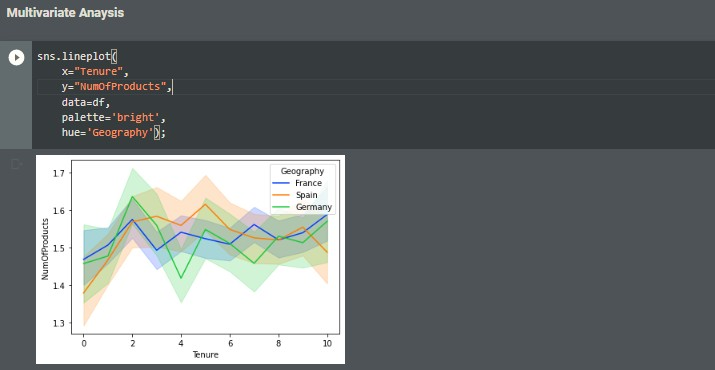 Multivariate Anaysis
sns.lineplot(
x="Tenure",
y="NumOfProducts",
data=df,
palette='bright',
hue='Geography');
1.7
1.6
1.5
1.4
1.3
NumOfProducts
Geography
France
Spain
Germany
0 2 4 6 8 10
Tenure